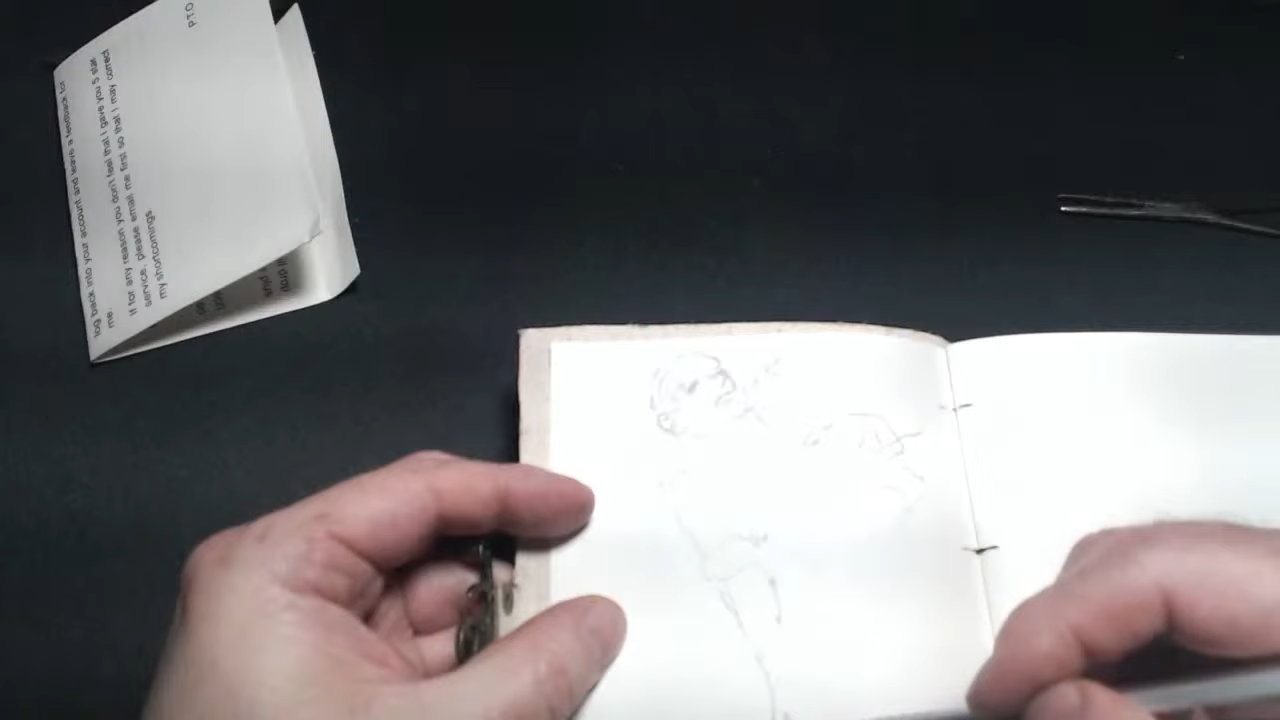 PTO
log back into your account and leave a feedback for
me
If for any reason you don't feel that I gave you 5 star
service, please email me first so that I may correct
my shortcomings